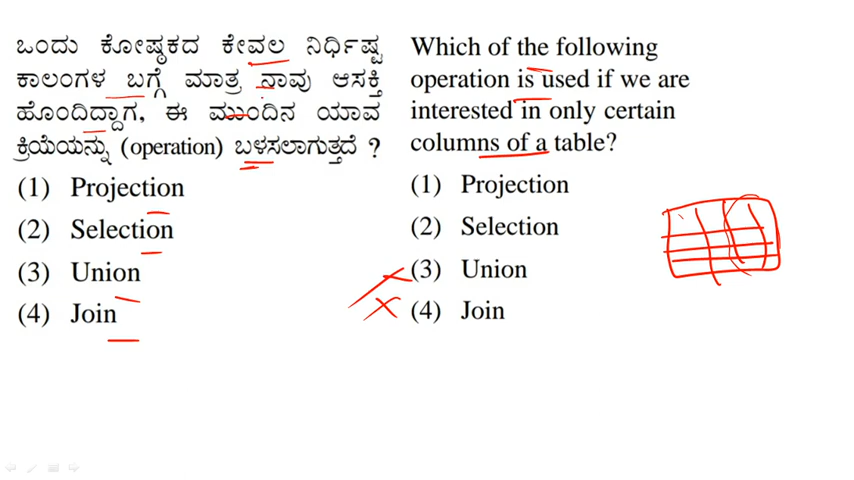 ಒಂದು ಕೋಷ್ಠಕದ ಕೇವಲ ನಿರ್ಧಿಷ್ಟ
ಕಾಲಂಗಳ ಬಗ್ಗೆ ಮಾತ್ರ ನಾವು ಆಸಕ್ತಿ
ಹೊಂದಿದ್ದಾಗ, ಈ ಮುಂದಿನ ಯಾವ
ಕ್ರಿಯೆಯನ್ನು (operation) ಬಳಸಲಾಗುತ್ತದೆ ?
(1) Projection
(2) Selection
(3) Union
(4) Join
Which of the following
operation is used if we are
interested in only certain
columns of a table?
(1) Projection
(2) Selection
(3) Union
(4) Join